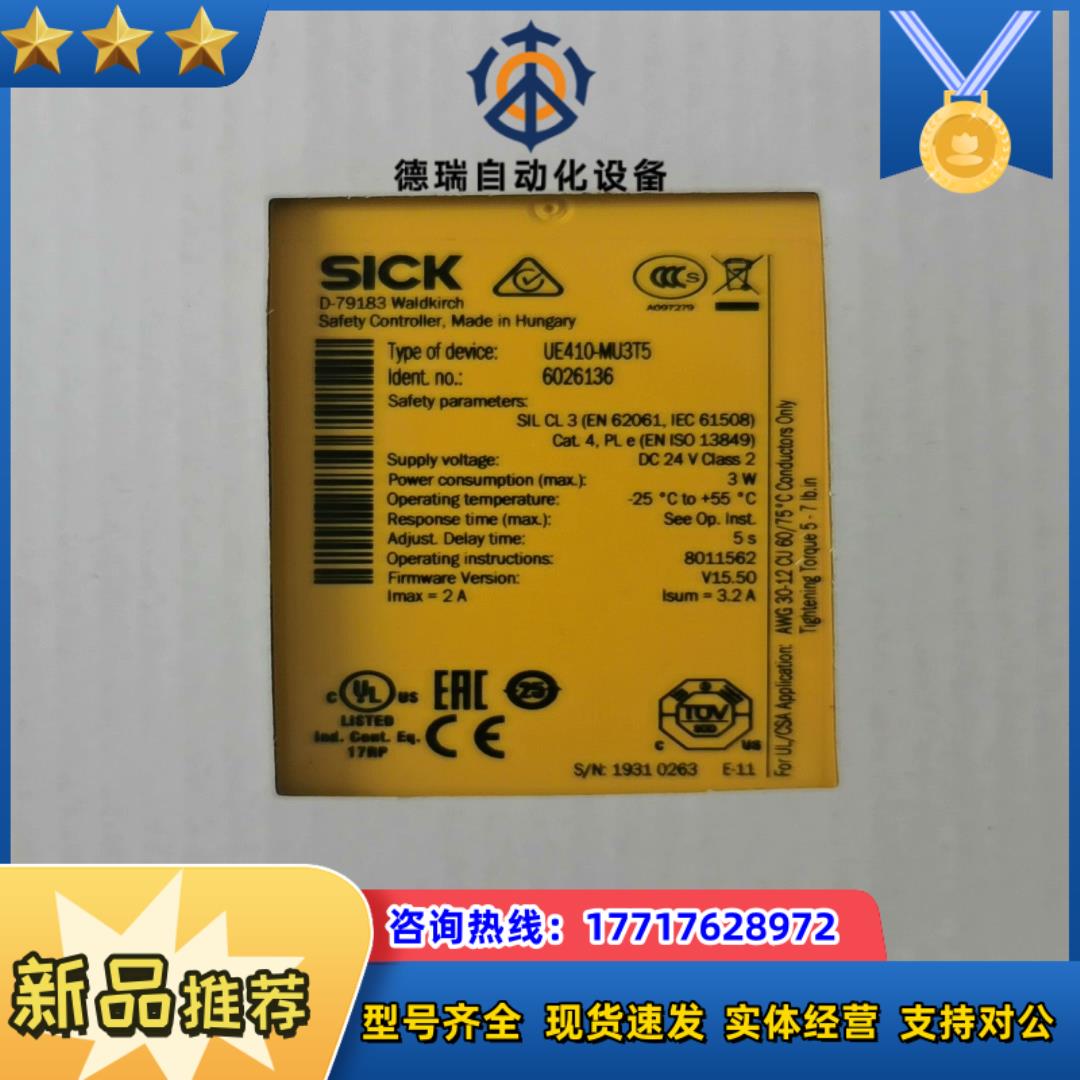 德瑞自动化设备
SICK
D-79183 Waldkirch
Safety Controller, Made in Hungary
CCC S
A097279
Type of device: UE410-MU3T5
Ident. no.: 6026136
Safety parameters:
SIL CL 3 (EN 62061, IEC 61508)
Cat. 4, PL e (EN ISO 13849)
Supply voltage: DC 24 V Class 2
Power consumption (max.): 3 W
Operating temperature: -25 °C to +55 °C
Response time (max.): See Op. Inst.
Adjust. Delay time: 5 s
Operating instructions: 8011562
Firmware Version: V15.50
Imax = 2 A Isum = 3.2 A
For UL/CSA Application: AWG 30-12 CU 60/75°C Conductors Only
Tightening Torque 5 - 7 lb.in
c UL us
LISTED
Ind. Cont. Eq.
17RP
EAC
25
CE
TÜV
c us
S/N: 1931 0263 E-11
咨询热线：17717628972
新品推荐
型号齐全 现货速发 实体经营 支持对公